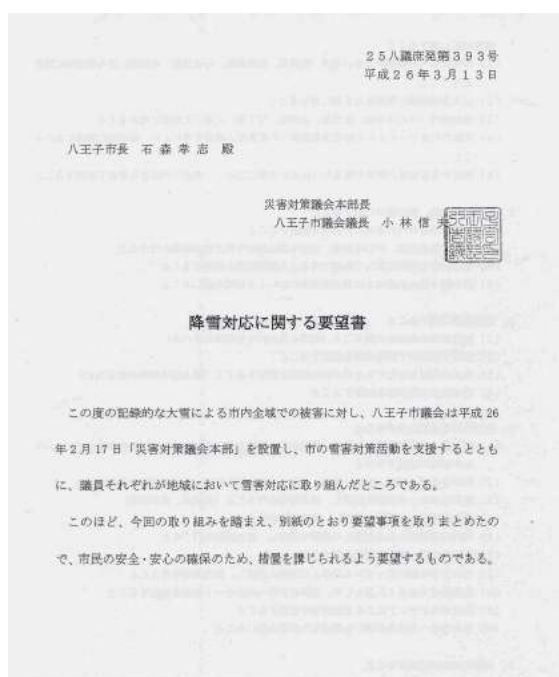 25八議庶発第393号
平成26年3月13日
八王子市長 石森孝志 殿
災害対策議会本部長
八王子市議会議長 小林信夫
降雪対応に関する要望書
この度の記録的な大雪による市内全域での被害に対し、八王子市議会は平成26
年2月17日「災害対策議会本部」を設置し、市の雪害対策活動を支援するととも
に、議員それぞれが地域において雪害対応に取り組んだところである。
このほど、今回の取り組みを踏まえ、別紙のとおり要望事項を取りまとめたの
で、市民の安全・安心の確保のため、措置を講じられるよう要望するものである。